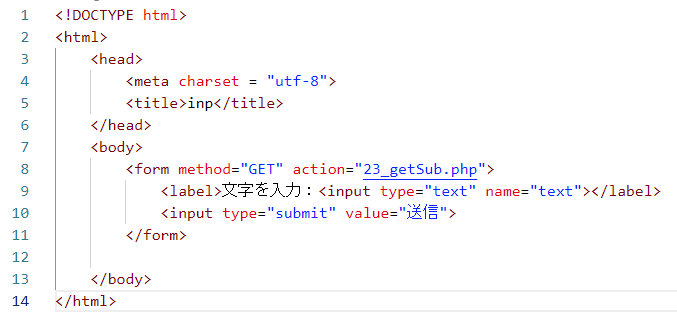 1 <!DOCTYPE html>
2 <html>
3 <head>
4 <meta charset = "utf-8">
5 <title>inp</title>
6 </head>
7 <body>
8 <form method="GET" action="23_getSub.php">
9 <label>文字を入力：<input type="text" name="text"></label>
10 <input type="submit" value="送信">
11 </form>
12
13 </body>
14 </html>